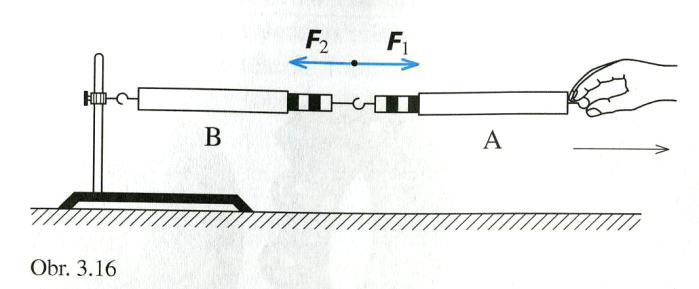 F₂ F₁
B A
Obr. 3.16